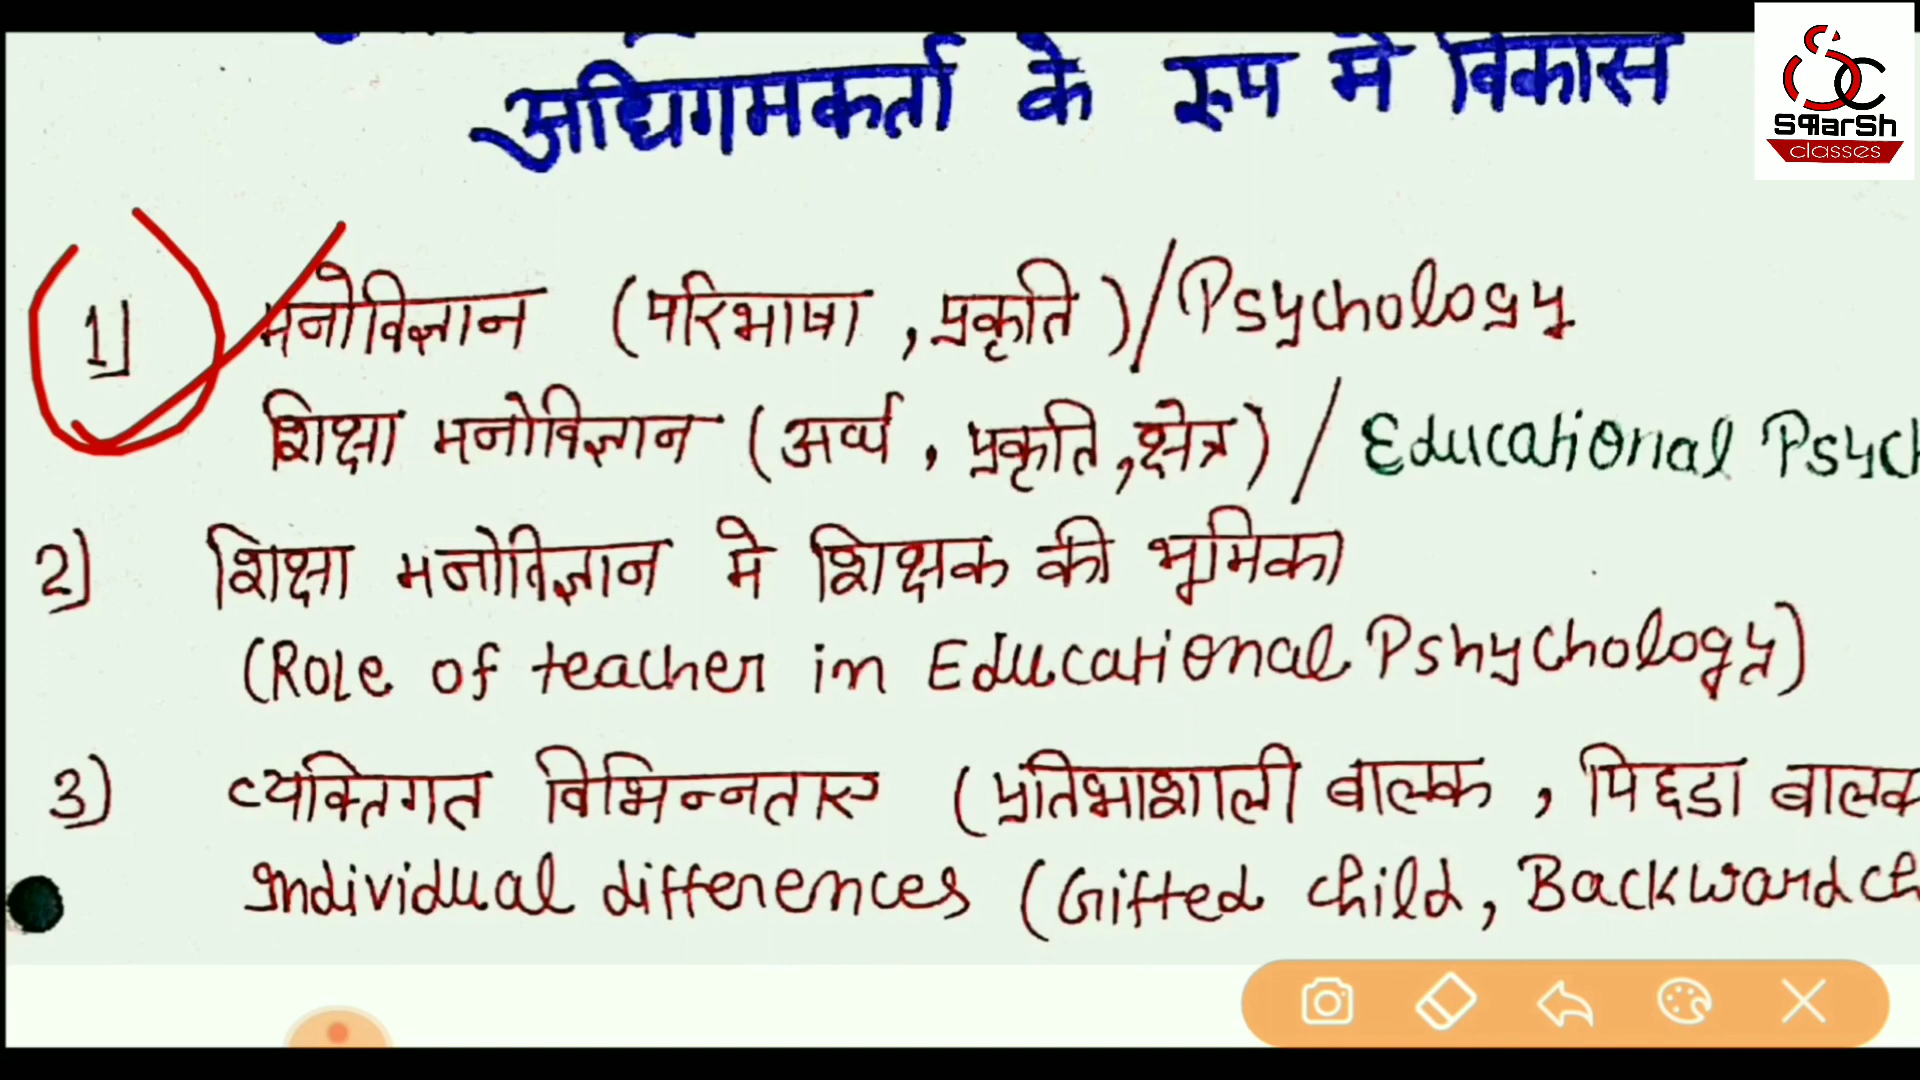 अधिगमकर्ता के रूप मे विकास
SparSh
classes
1) मनोविज्ञान (परिभाषा , प्रकृति ) / Psychology
शिक्षा मनोविज्ञान ( अर्थ , प्रकृति , क्षेत्र ) / Educational Psych
2) शिक्षा मनोविज्ञान मे शिक्षक की भूमिका
(Role of teacher in Educational Pshychology)
3) व्यक्तिगत विभिन्नताए ( प्रतिभाशाली बालक , पिछडा बालक
Individual differences ( Gifted child, Backward ch